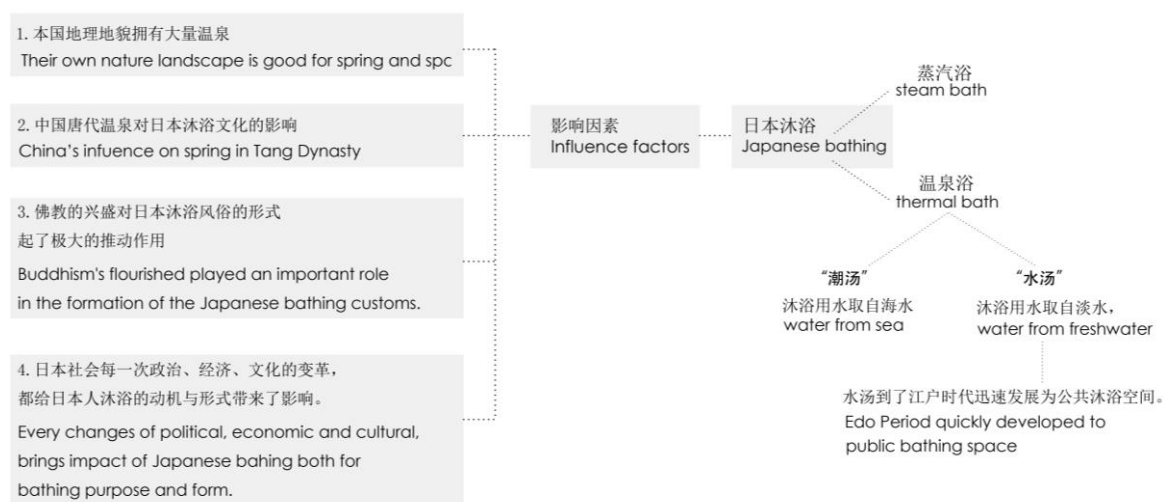 1. 本国地理地貌拥有大量温泉
Their own nature landscape is good for spring and spc
2. 中国唐代温泉对日本沐浴文化的影响
China's infuence on spring in Tang Dynasty
3. 佛教的兴盛对日本沐浴风俗的形式
起了极大的推动作用
Buddhism's flourished played an important role
in the formation of the Japanese bathing customs.
4. 日本社会每一次政治、经济、文化的变革，
都给日本人沐浴的动机与形式带来了影响。
Every changes of political, economic and cultural,
brings impact of Japanese bahing both for
bathing purpose and form.
影响因素
Influence factors
日本沐浴
Japanese bathing
蒸汽浴
steam bath
温泉浴
thermal bath
“潮汤”
沐浴用水取自海水
water from sea
“水汤”
沐浴用水取自淡水，
water from freshwater
水汤到了江户时代迅速发展为公共沐浴空间。
Edo Period quickly developed to
public bathing space